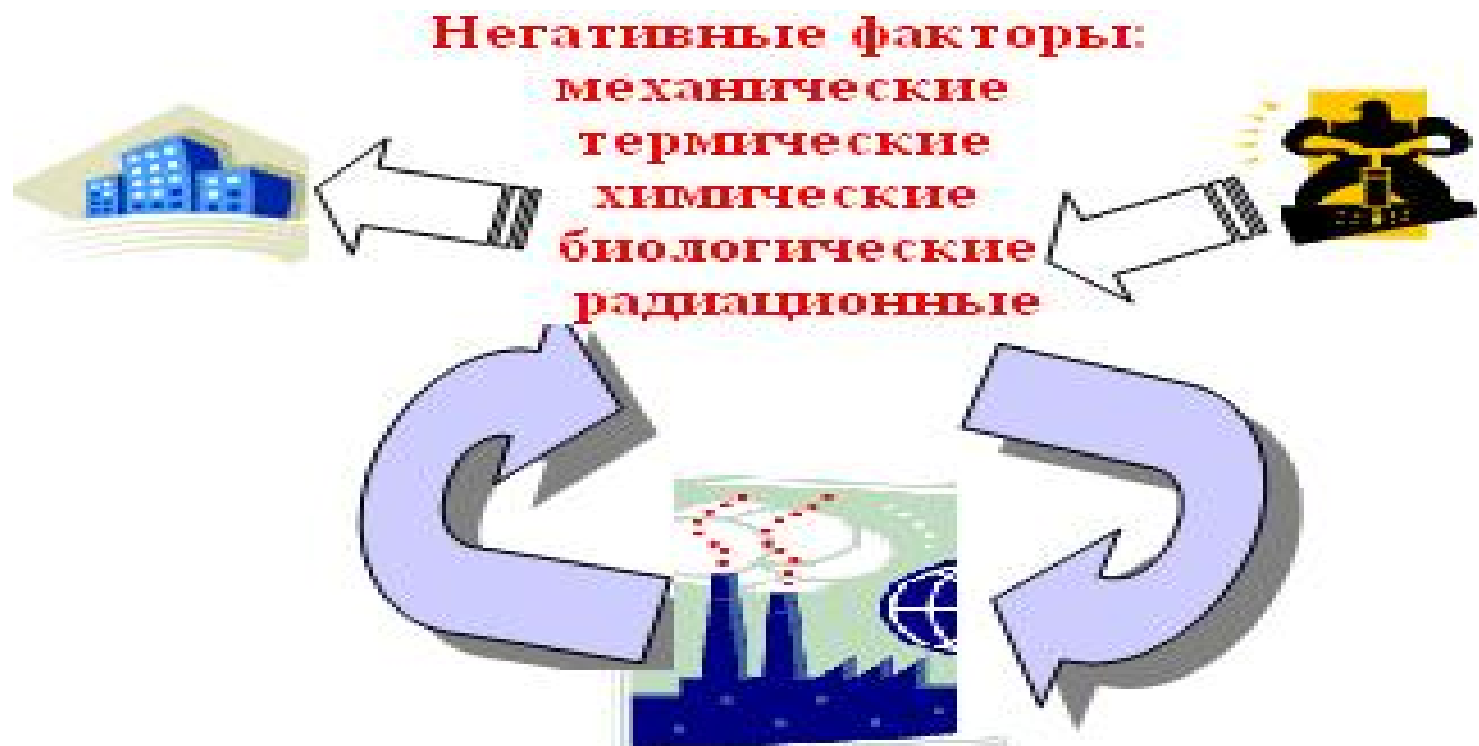 Негативные факторы:
механические
термические
химические
биологические
радиационные